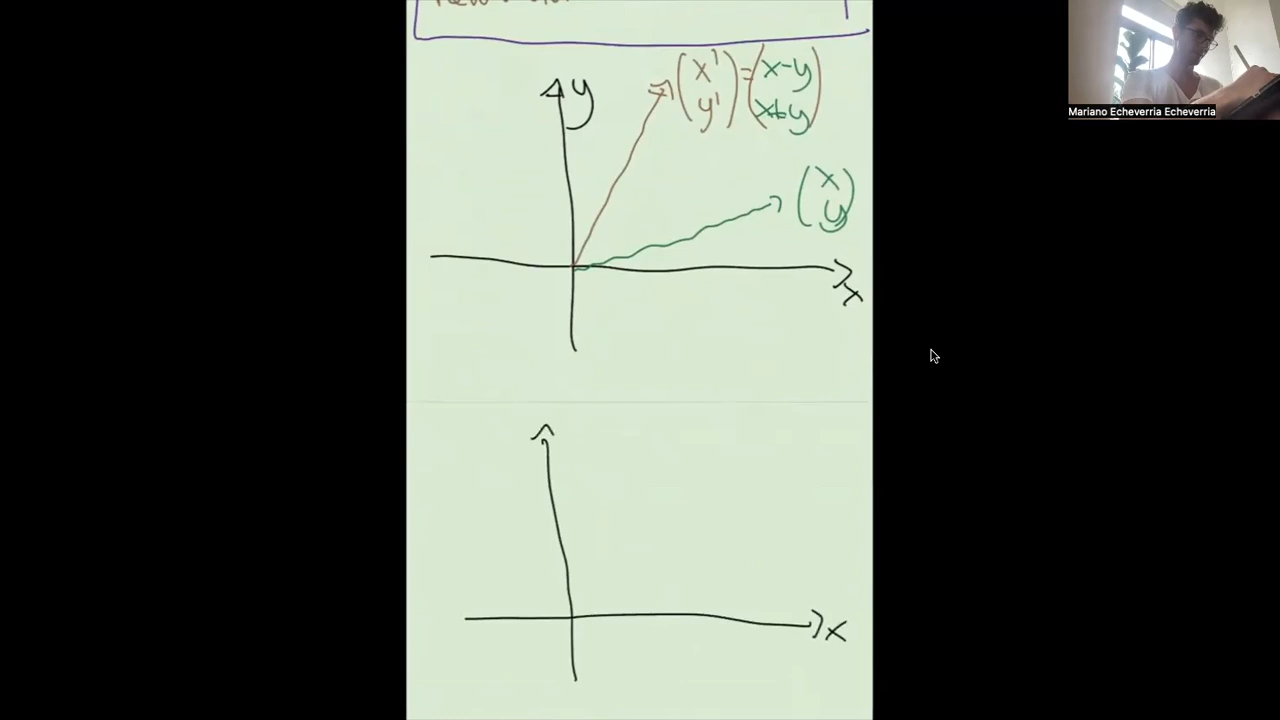 y
(x' y') = (x-y x+y)
(x y)
x
x
Mariano Echeverria Echeverria